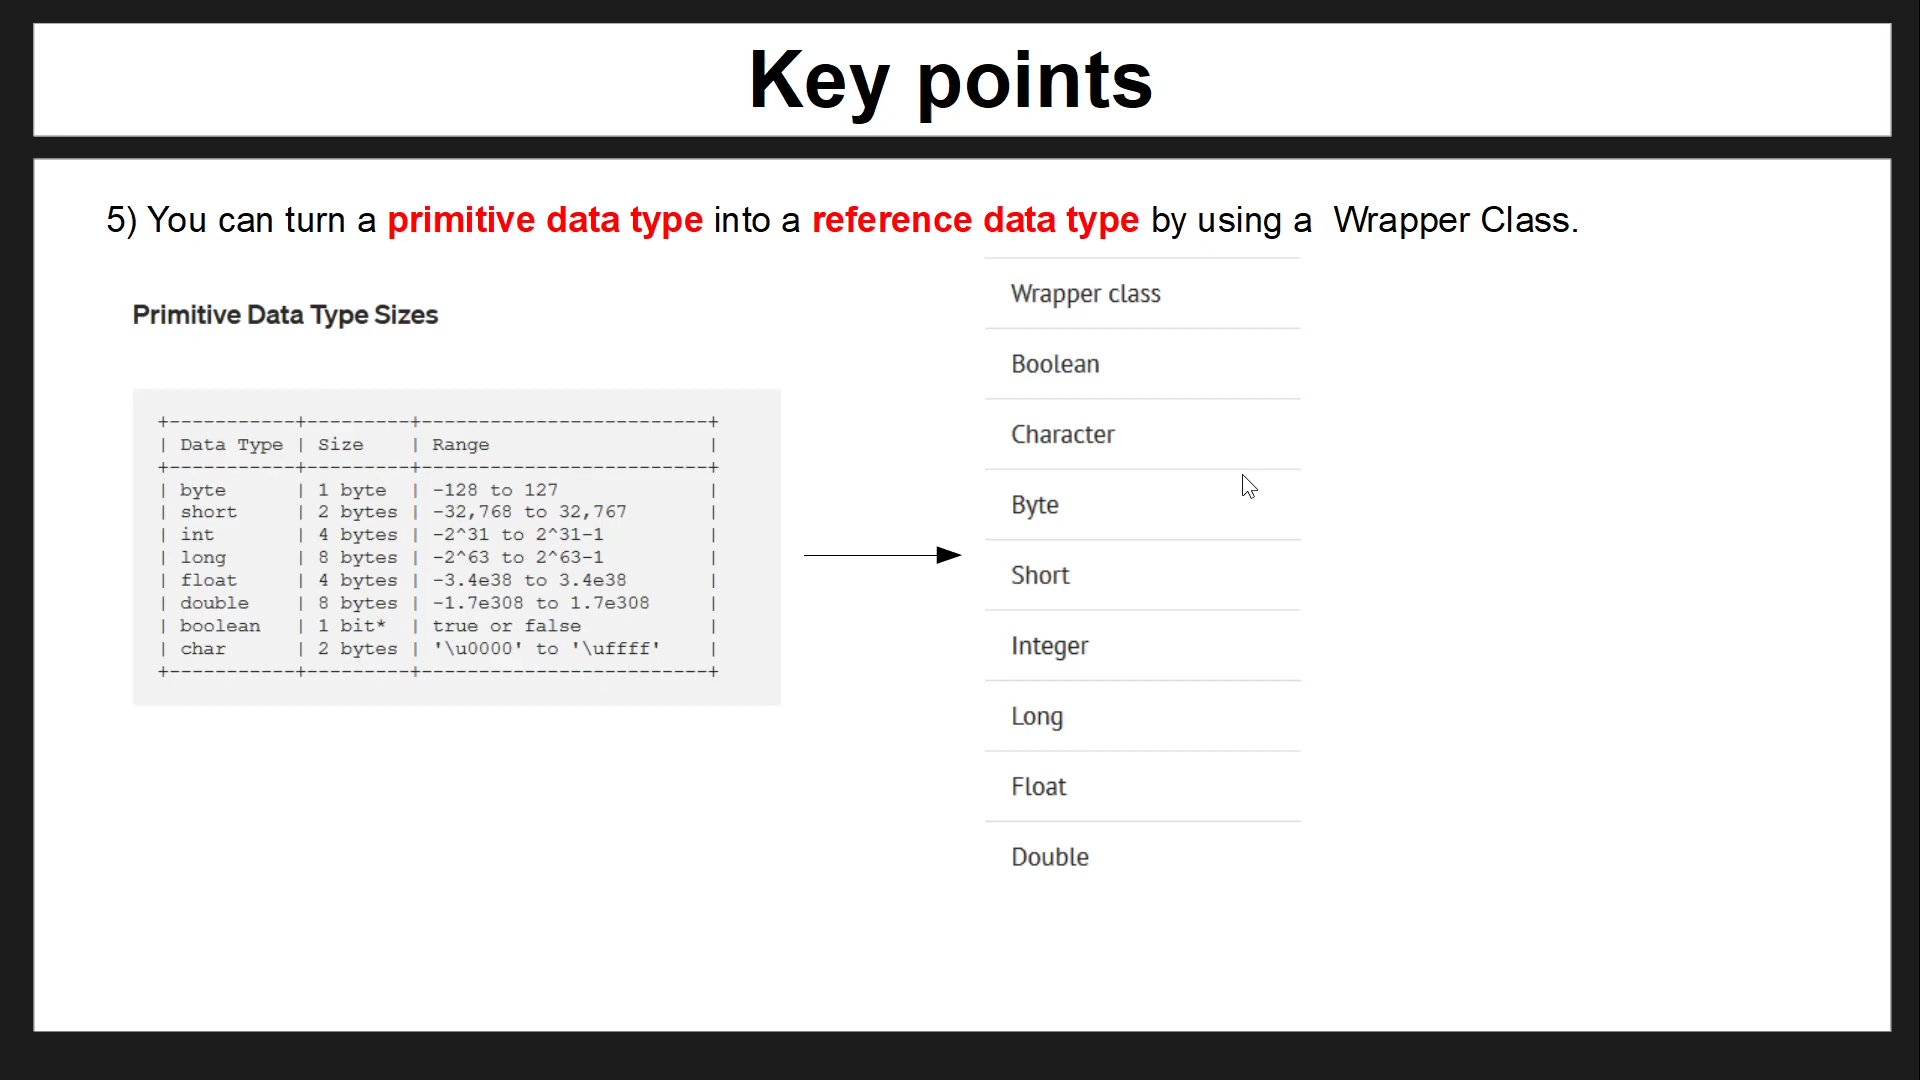 Key points
5) You can turn a primitive data type into a reference data type by using a  Wrapper Class.
Primitive Data Type Sizes
+-----------+---------+-------------------------+
| Data Type | Size    | Range                   |
+-----------+---------+-------------------------+
| byte      | 1 byte  | -128 to 127             |
| short     | 2 bytes | -32,768 to 32,767       |
| int       | 4 bytes | -2^31 to 2^31-1         |
| long      | 8 bytes | -2^63 to 2^63-1         |
| float     | 4 bytes | -3.4e38 to 3.4e38       |
| double    | 8 bytes | -1.7e308 to 1.7e308     |
| boolean   | 1 bit*  | true or false           |
| char      | 2 bytes | '\u0000' to '\uffff'    |
+-----------+---------+-------------------------+
Wrapper class
Boolean
Character
Byte
Short
Integer
Long
Float
Double